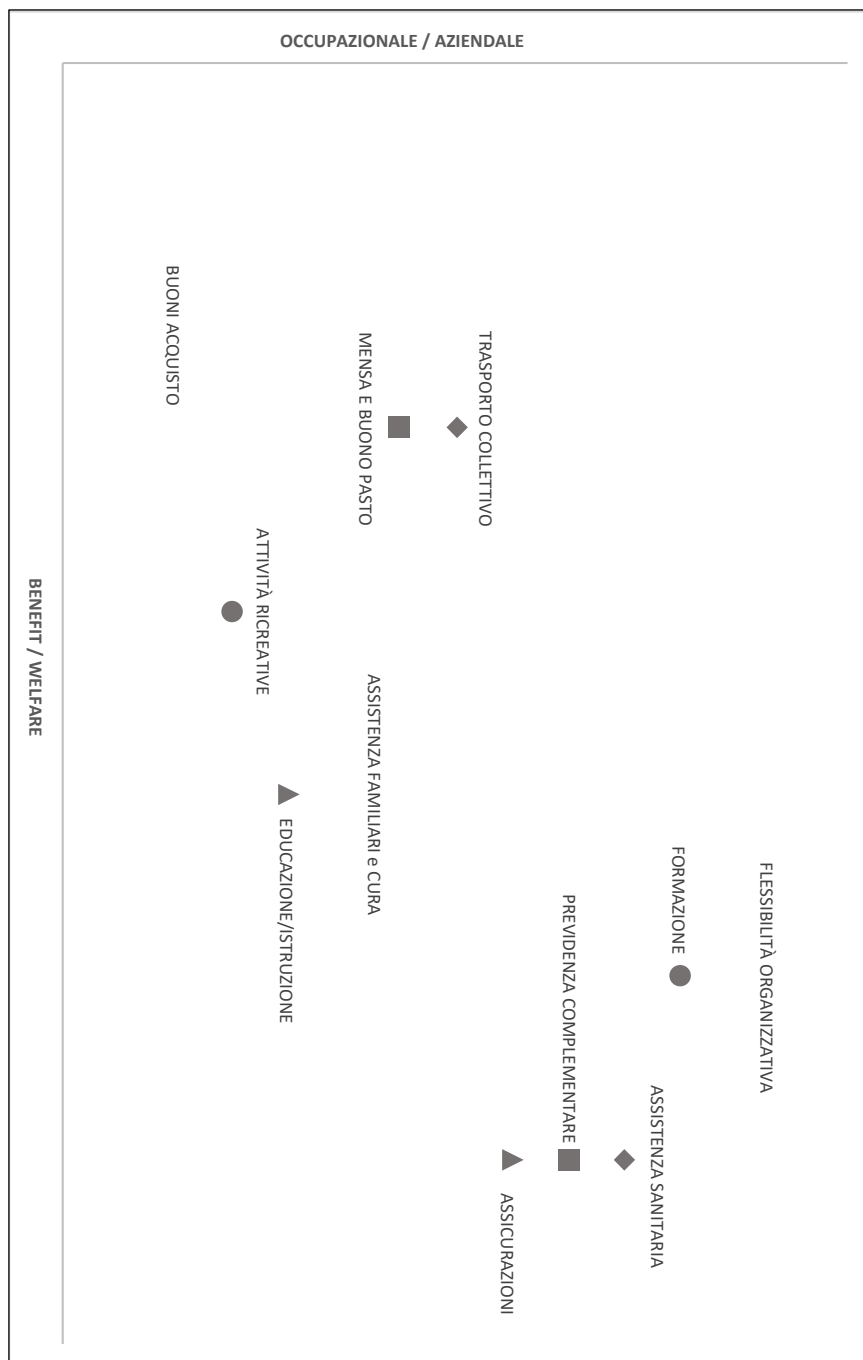 OCCUPAZIONALE / AZIENDALE
BUONI ACQUISTO
MENSA E BUONO PASTO
TRASPORTO COLLETTIVO
ATTIVITÀ RICREATIVE
BENEFIT / WELFARE
ASSISTENZA FAMILIARI e CURA
EDUCAZIONE/ISTRUZIONE
FORMAZIONE
FLESSIBILITÀ ORGANIZZATIVA
PREVIDENZA COMPLEMENTARE
ASSISTENZA SANITARIA
ASSICURAZIONI